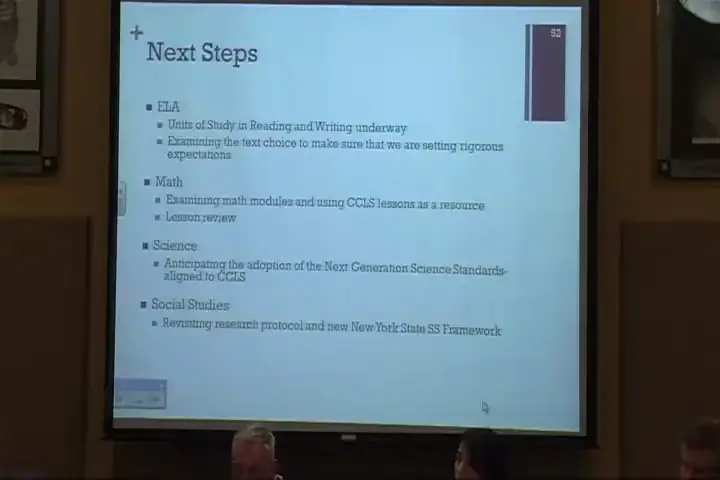 53
+
Next Steps
ELA
Units of Study in Reading and Writing underway
Examining the text choice to make sure that we are setting rigorous
expectations
Math
Examining math modules and using CCLS lessons as a resource
Lesson review
Science
Anticipating the adoption of the Next Generation Science Standards-
aligned to CCLS
Social Studies
Revisiting research protocol and new New York State SS Framework